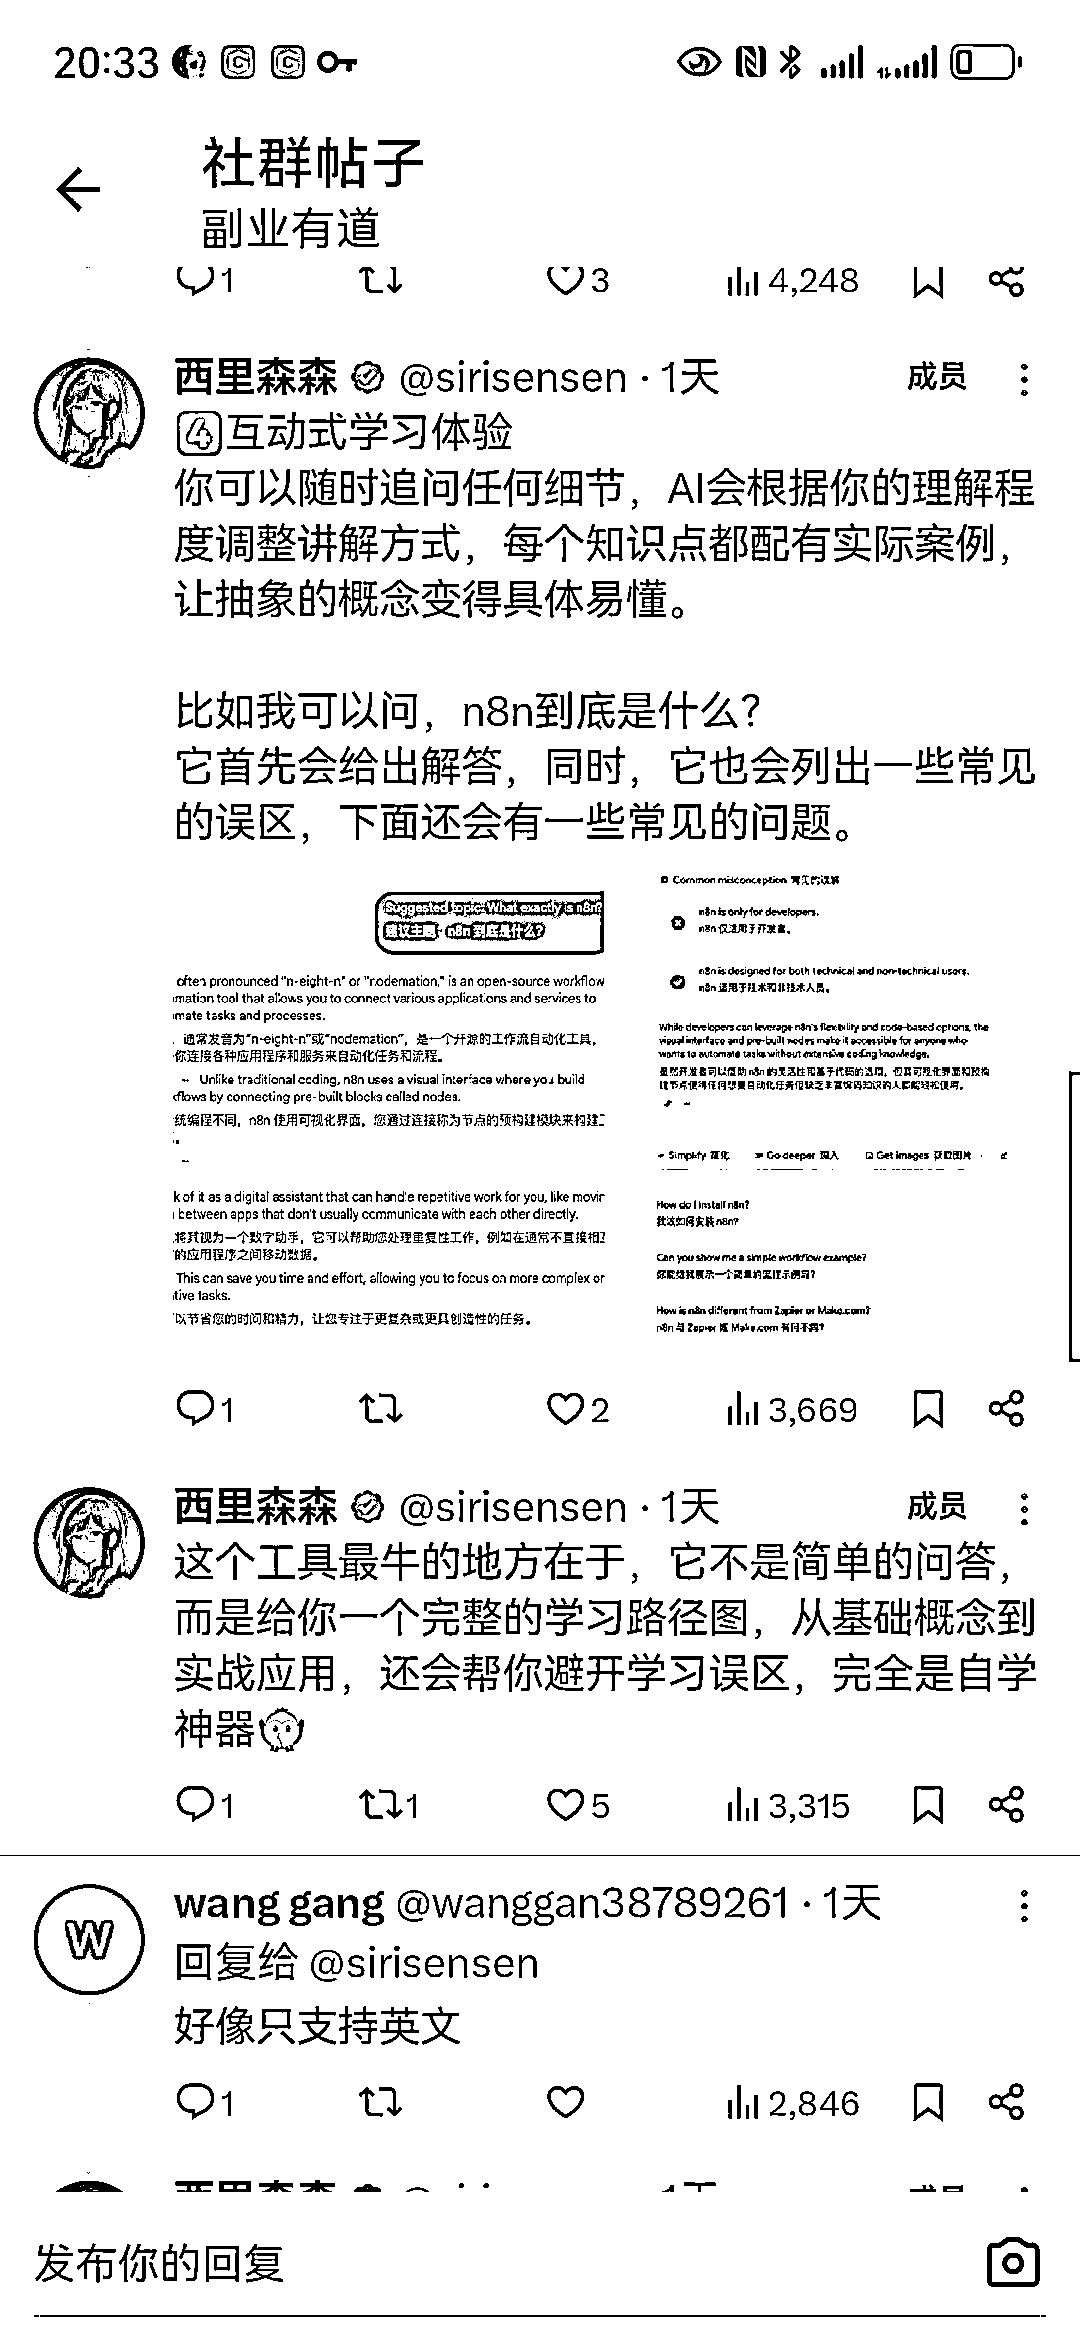 20:33
社群帖子
副业有道
1 3 4,248
西里森森 @sirisensen · 1天 成员
4 互动式学习体验
你可以随时追问任何细节，AI会根据你的理解程
度调整讲解方式，每个知识点都配有实际案例，
让抽象的概念变得具体易懂。
比如我可以问，n8n到底是什么？
它首先会给出解答，同时，它也会列出一些常见
的误区，下面还会有一些常见的问题。
Suggested topic: What exactly is n8n?
建议主题：n8n 到底是什么？
often pronounced "n-eight-n" or "nodemation," is an open-source workflow
mation tool that allows you to connect various applications and services to
mate tasks and processes.
通常发音为"n-eight-n"或"nodemation"，是一个开源的工作流自动化工具，
你连接各种应用程序和服务来自动化任务和流程。
Unlike traditional coding, n8n uses a visual interface where you build
flows by connecting pre-built blocks called nodes.
统编程不同，n8n 使用可视化界面，您通过连接称为节点的预构建模块来构建
k of it as a digital assistant that can handle repetitive work for you, like movin
between apps that don't usually communicate with each other directly.
将其视为一个数字助手，它可以帮助您处理重复性工作，例如在通常不直接相
的应用程序之间移动数据。
This can save you time and effort, allowing you to focus on more complex or
tive tasks.
以节省您的时间和精力，让您专注于更复杂或更具创造性的任务。
Common misconception 常见的误解
n8n is only for developers.
n8n 仅适用于开发者。
n8n is designed for both technical and non-technical users.
n8n 适用于技术和非技术人员。
While developers can leverage n8n's flexibility and code-based options, the
visual interface and pre-built nodes make it accessible for anyone who
wants to automate tasks without extensive coding knowledge.
Simplify 简化 Go deeper 深入 Get images 获取图片
How do I install n8n?
我该如何安装 n8n?
Can you show me a simple workflow example?
How is n8n different from Zapier or Make.com?
n8n 与 Zapier 或 Make.com 有何不同?
1 2 3,669
西里森森 @sirisensen · 1天 成员
这个工具最牛的地方在于，它不是简单的问答，
而是给你一个完整的学习路径图，从基础概念到
实战应用，还会帮你避开学习误区，完全是自学
神器
1 1 5 3,315
wang gang @wanggan38789261 · 1天
回复给 @sirisensen
好像只支持英文
1 2,846
发布你的回复